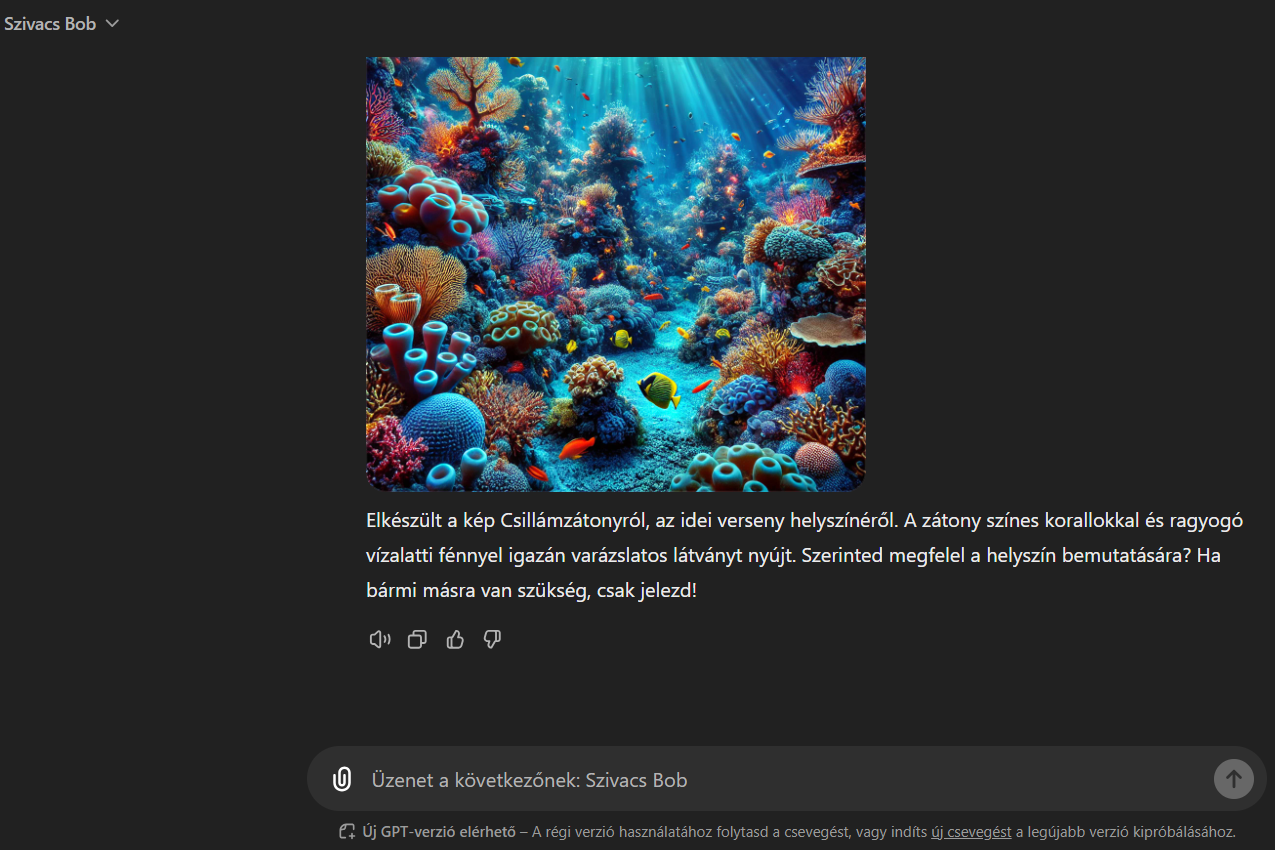 Szivacs Bob
Elkészült a kép Csillámzátonyról, az idei verseny helyszínéről. A zátony színes korallokkal és ragyogó
vízalatti fénnyel igazán varázslatos látványt nyújt. Szerinted megfelel a helyszín bemutatására? Ha
bármi másra van szükség, csak jelezd!
Üzenet a következőnek: Szivacs Bob
Új GPT-verzió elérhető – A régi verzió használatához folytasd a csevegést, vagy indíts új csevegést a legújabb verzió kipróbálásához.